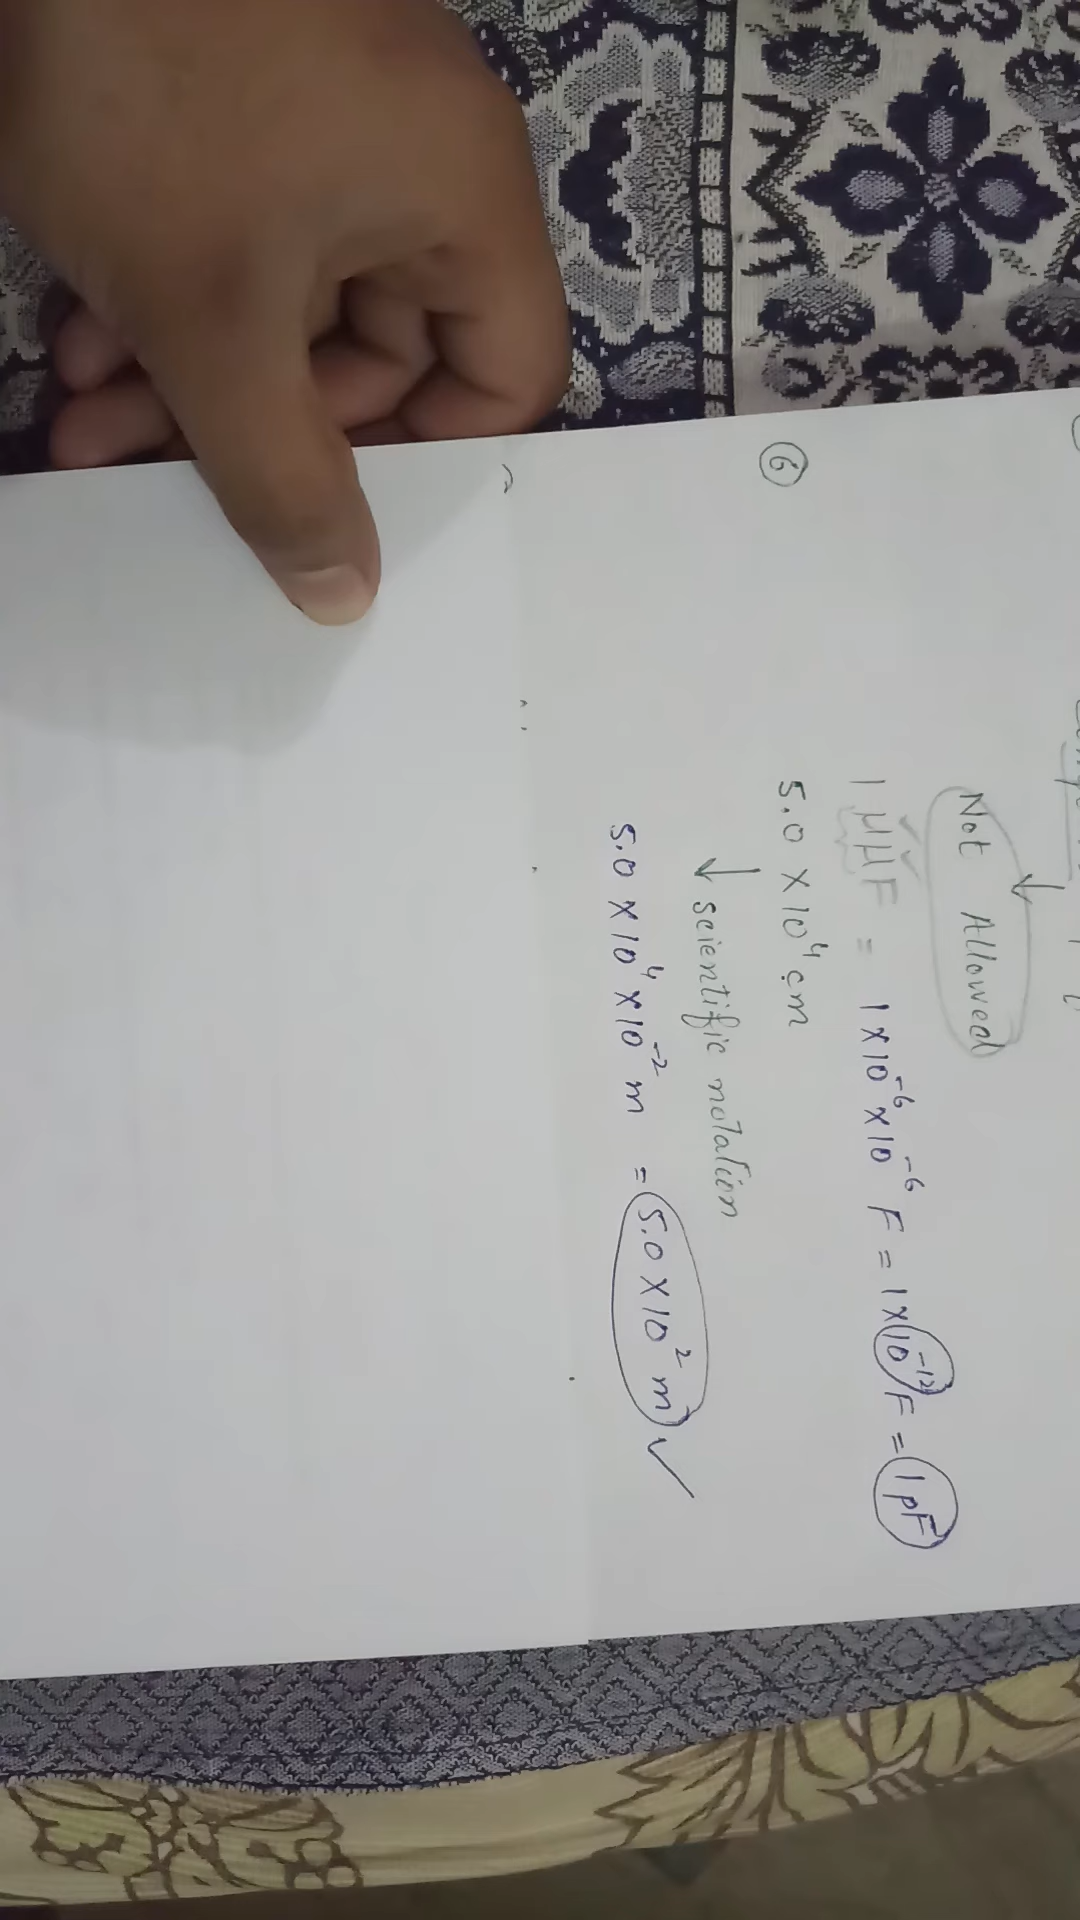 Not Allowed
1 μμF = 1 × 10⁻⁶ × 10⁻⁶ F = 1 × 10⁻¹² F = 1 pF
⑥ 5.0 × 10⁴ cm
↓ scientific notation
5.0 × 10⁴ × 10⁻² m = 5.0 × 10² m ✓